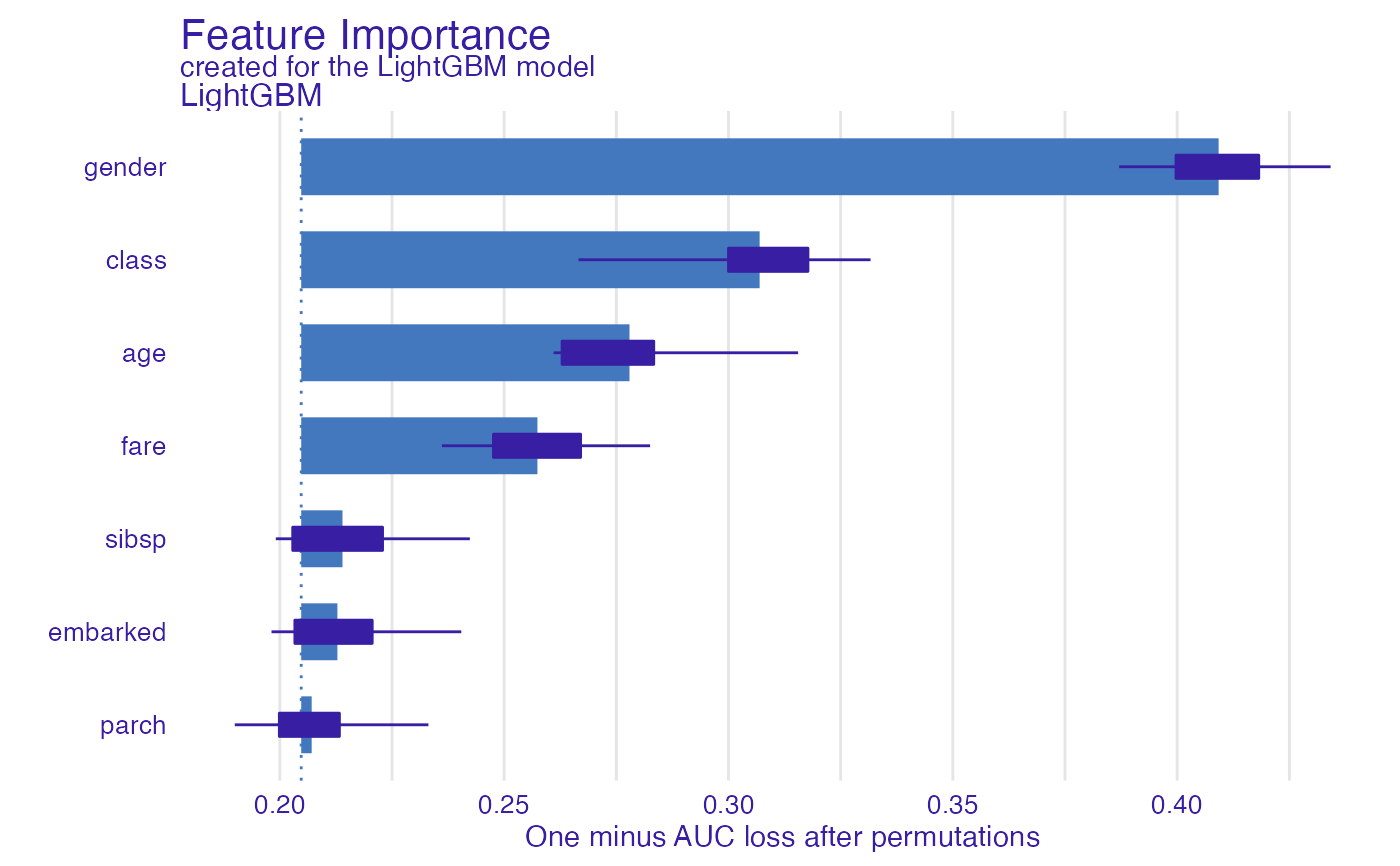 Feature Importance
created for the LightGBM model
LightGBM
gender
class
age
fare
sibsp
embarked
parch
0.20 0.25 0.30 0.35 0.40
One minus AUC loss after permutations